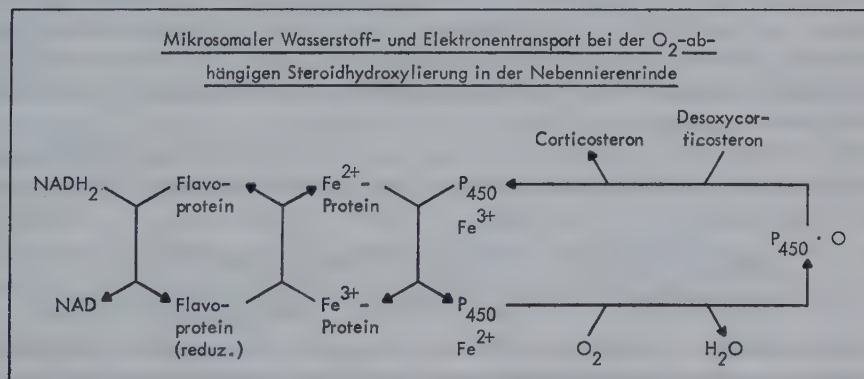 Mikrosomaler Wasserstoff- und Elektronentransport bei der O₂-ab-
hängigen Steroidhydroxylierung in der Nebennierenrinde
Desoxycor-
ticosteron
Corticosteron
NADH₂
Flavo-
protein
Fe²⁺-
Protein
P₄₅₀
Fe³⁺
P₄₅₀ · O
NAD
Flavo-
protein
(reduz.)
Fe³⁺-
Protein
P₄₅₀
Fe²⁺
O₂
H₂O